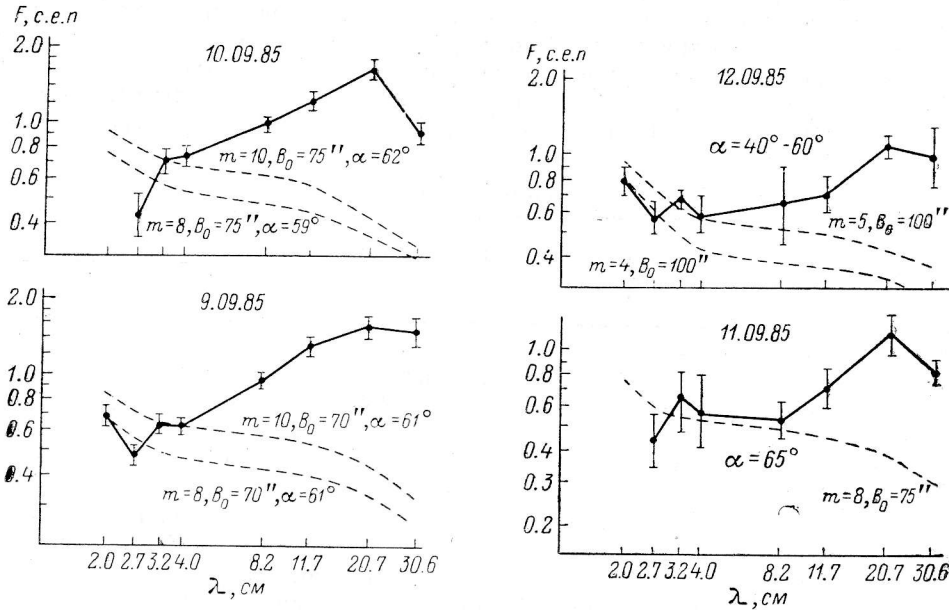 F, с.е.п
10.09.85
2.0
1.0
0.8
0.6
0.4
m=10, B₀=75", α=62°
m=8, B₀=75", α=59°
9.09.85
2.0
1.0
0.8
0.6
0.4
m=10, B₀=70", α=61°
m=8, B₀=70", α=61°
2.0 2.7 3.2 4.0 8.2 11.7 20.7 30.6
λ, см
F, с.е.п
12.09.85
2.0
1.0
0.8
0.6
0.4
α=40°-60°
m=5, B₀=100"
m=4, B₀=100"
11.09.85
1.0
0.8
0.6
0.4
0.3
0.2
α=65°
m=8, B₀=75"
2.0 2.7 3.2 4.0 8.2 11.7 20.7 30.6
λ, см